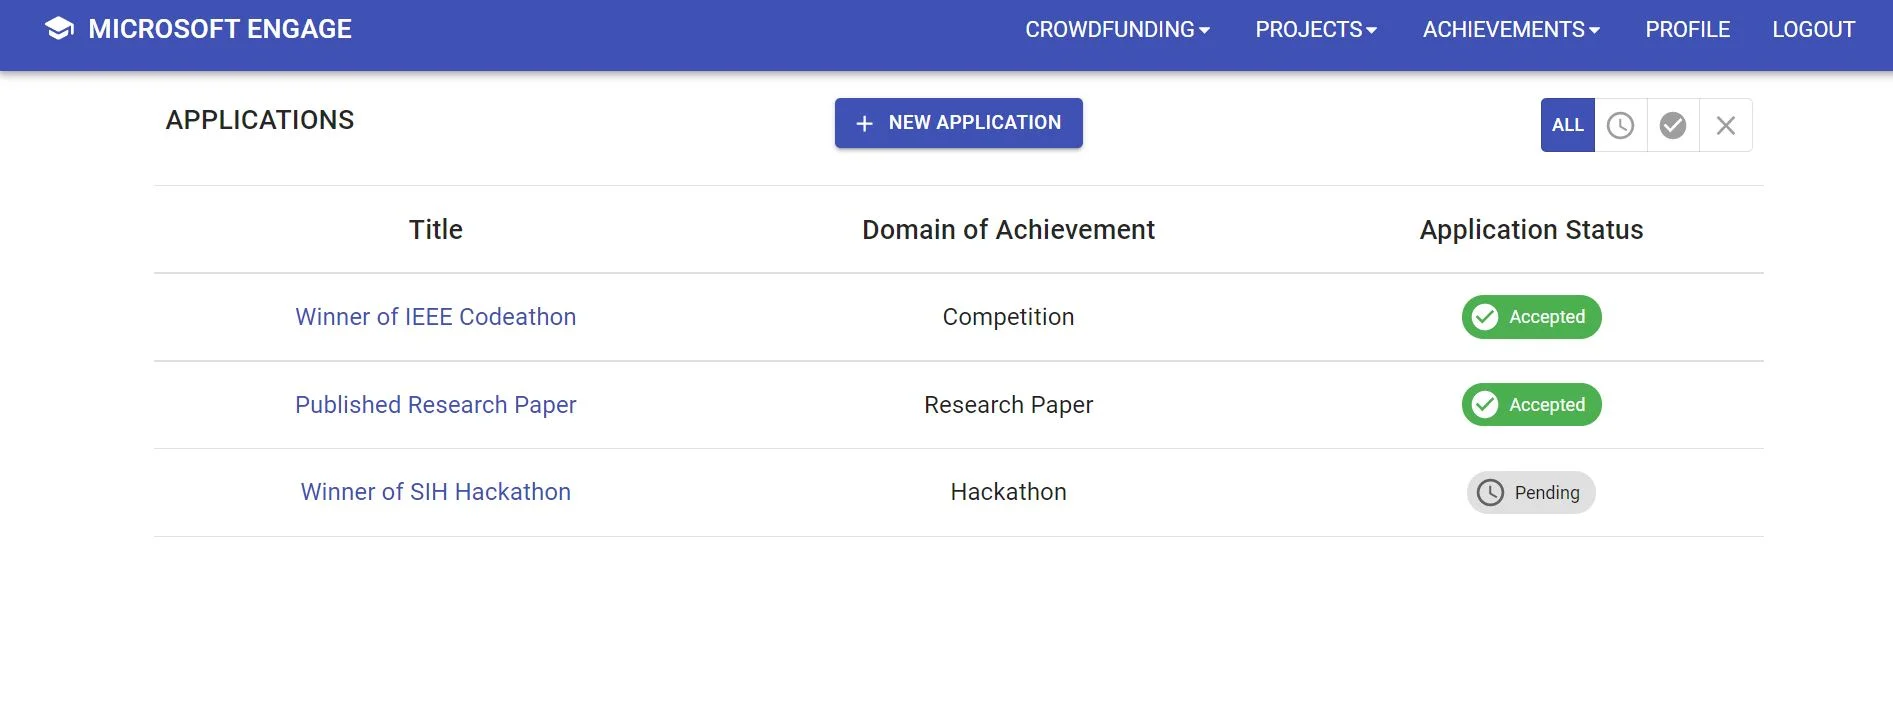 MICROSOFT ENGAGE CROWDFUNDING PROJECTS ACHIEVEMENTS PROFILE LOGOUT
APPLICATIONS + NEW APPLICATION ALL
Title Domain of Achievement Application Status
Winner of IEEE Codeathon Competition Accepted
Published Research Paper Research Paper Accepted
Winner of SIH Hackathon Hackathon Pending